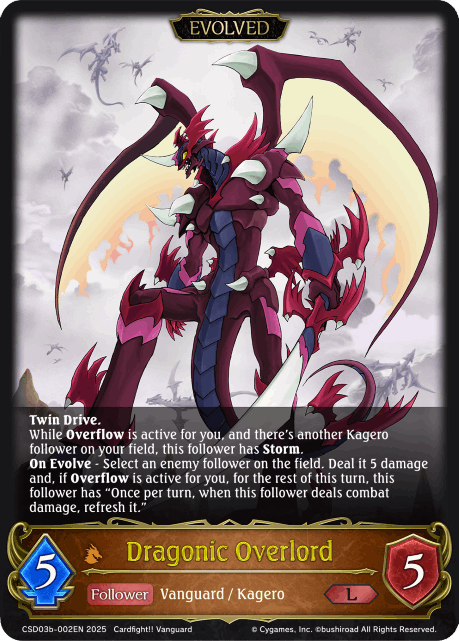 EVOLVED
Twin Drive.
While Overflow is active for you, and there's another Kagero
follower on your field, this follower has Storm.
On Evolve - Select an enemy follower on the field. Deal it 5 damage
and, if Overflow is active for you, for the rest of this turn, this
follower has “Once per turn, when this follower deals combat
damage, refresh it.”
Dragonic Overlord
5
Follower Vanguard / Kagero L
5
CSD03b-002EN 2025 Cardfight!! Vanguard © Cygames, Inc. ©bushiroad All Rights Reserved.